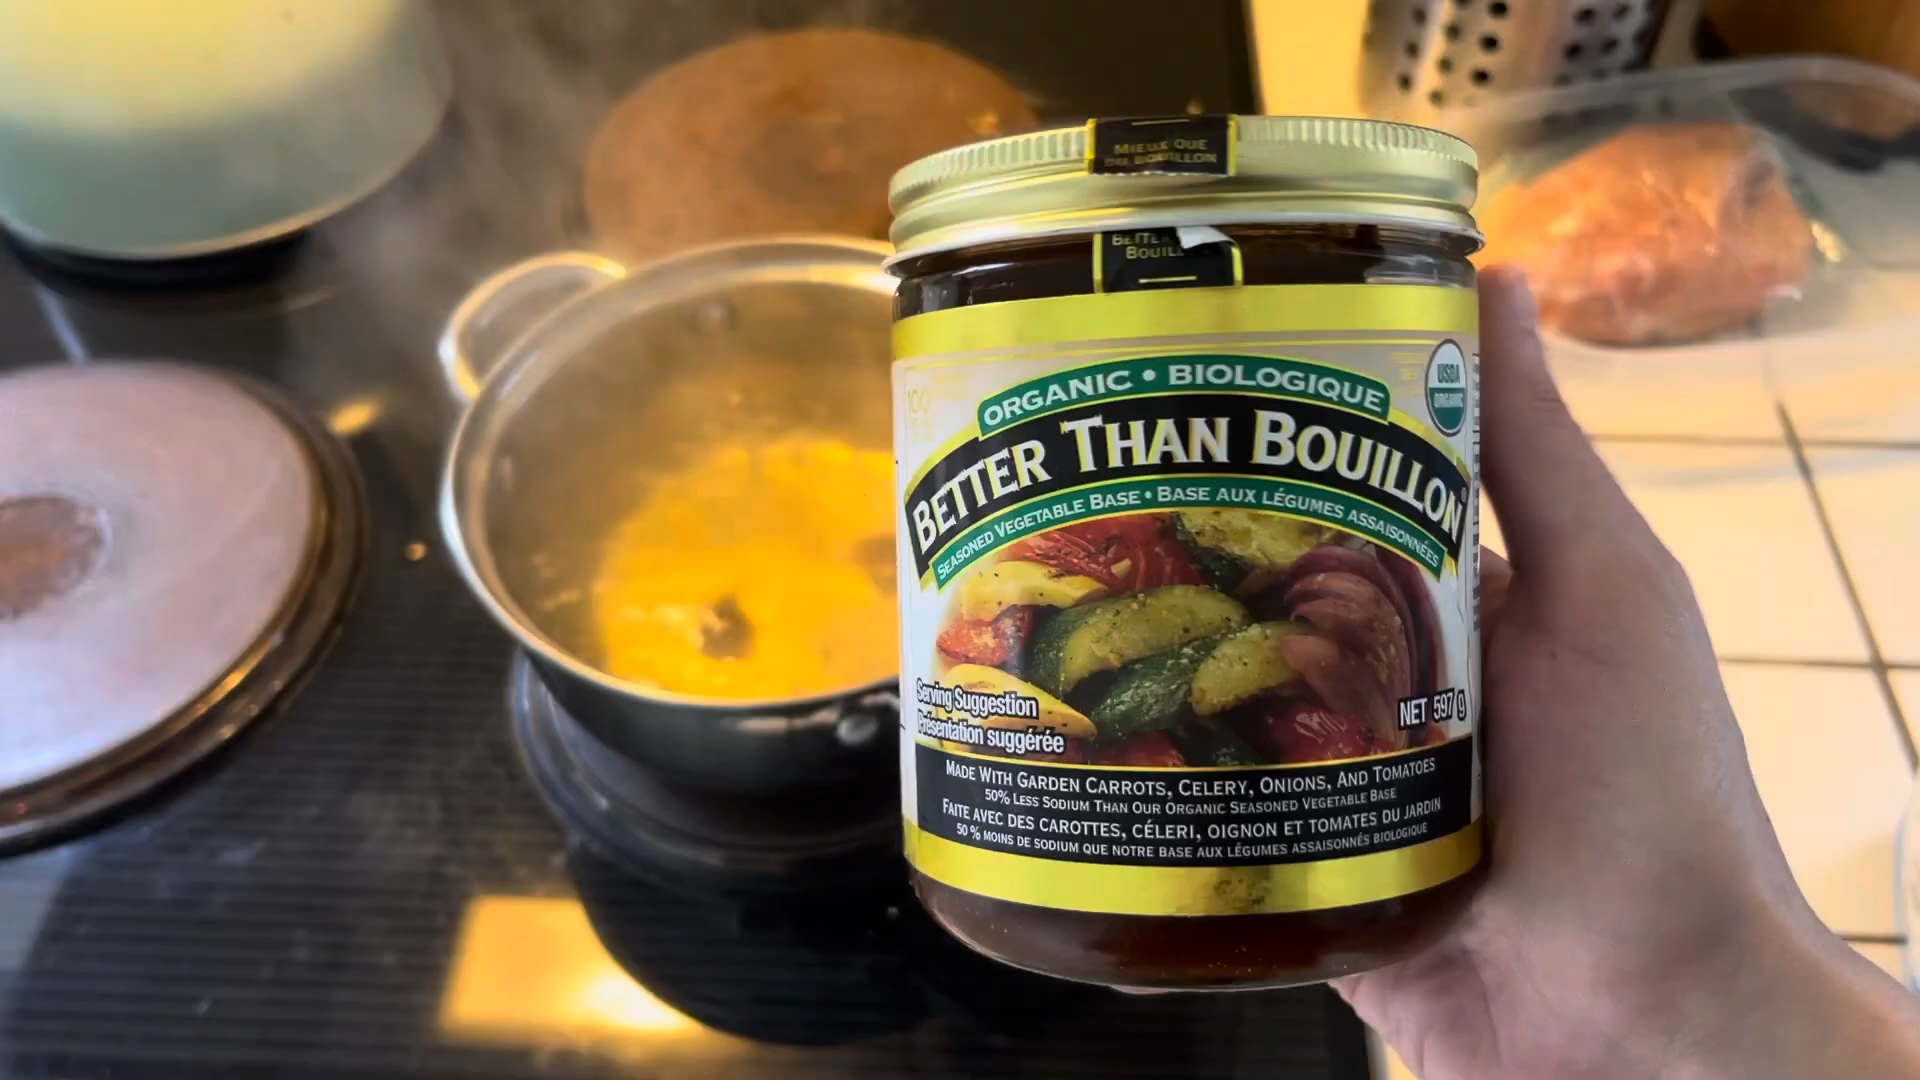 MIEUX QUE
DU BOUILLON
BETTER
BOUILL
ORGANIC • BIOLOGIQUE
USDA
ORGANIC
BETTER THAN BOUILLON®
SEASONED VEGETABLE BASE • BASE AUX LÉGUMES ASSAISONNÉES
Serving Suggestion
Présentation suggérée
NET 597 g
MADE WITH GARDEN CARROTS, CELERY, ONIONS, AND TOMATOES
50% LESS SODIUM THAN OUR ORGANIC SEASONED VEGETABLE BASE
FAITE AVEC DES CAROTTES, CÉLERI, OIGNON ET TOMATES DU JARDIN
50 % MOINS DE SODIUM QUE NOTRE BASE AUX LÉGUMES ASSAISONNÉS BIOLOGIQUE